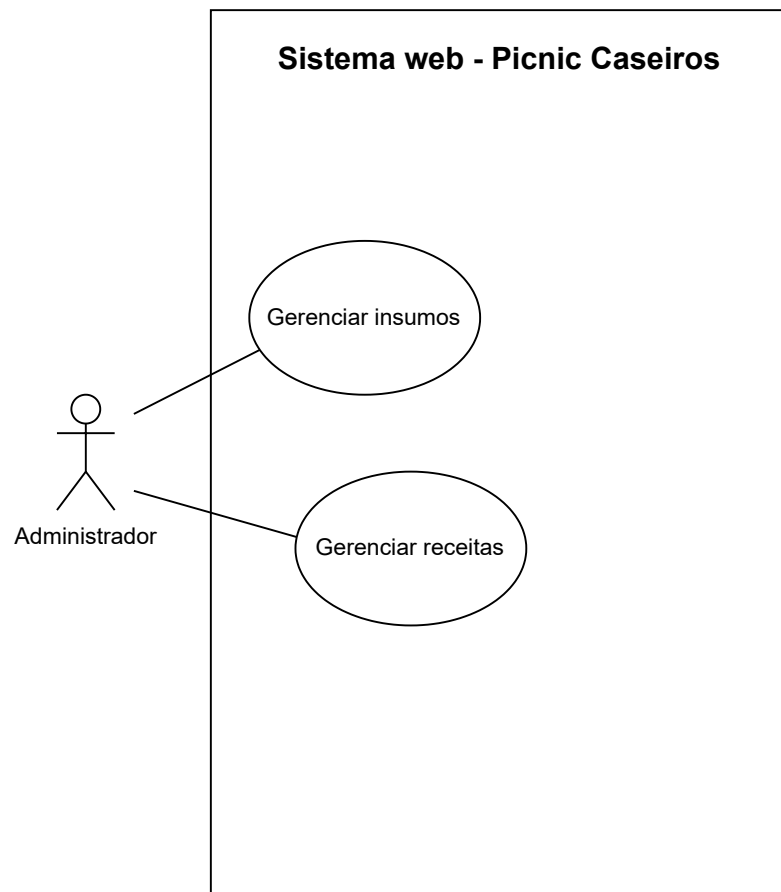 Sistema web - Picnic Caseiros
Gerenciar insumos
Administrador
Gerenciar receitas